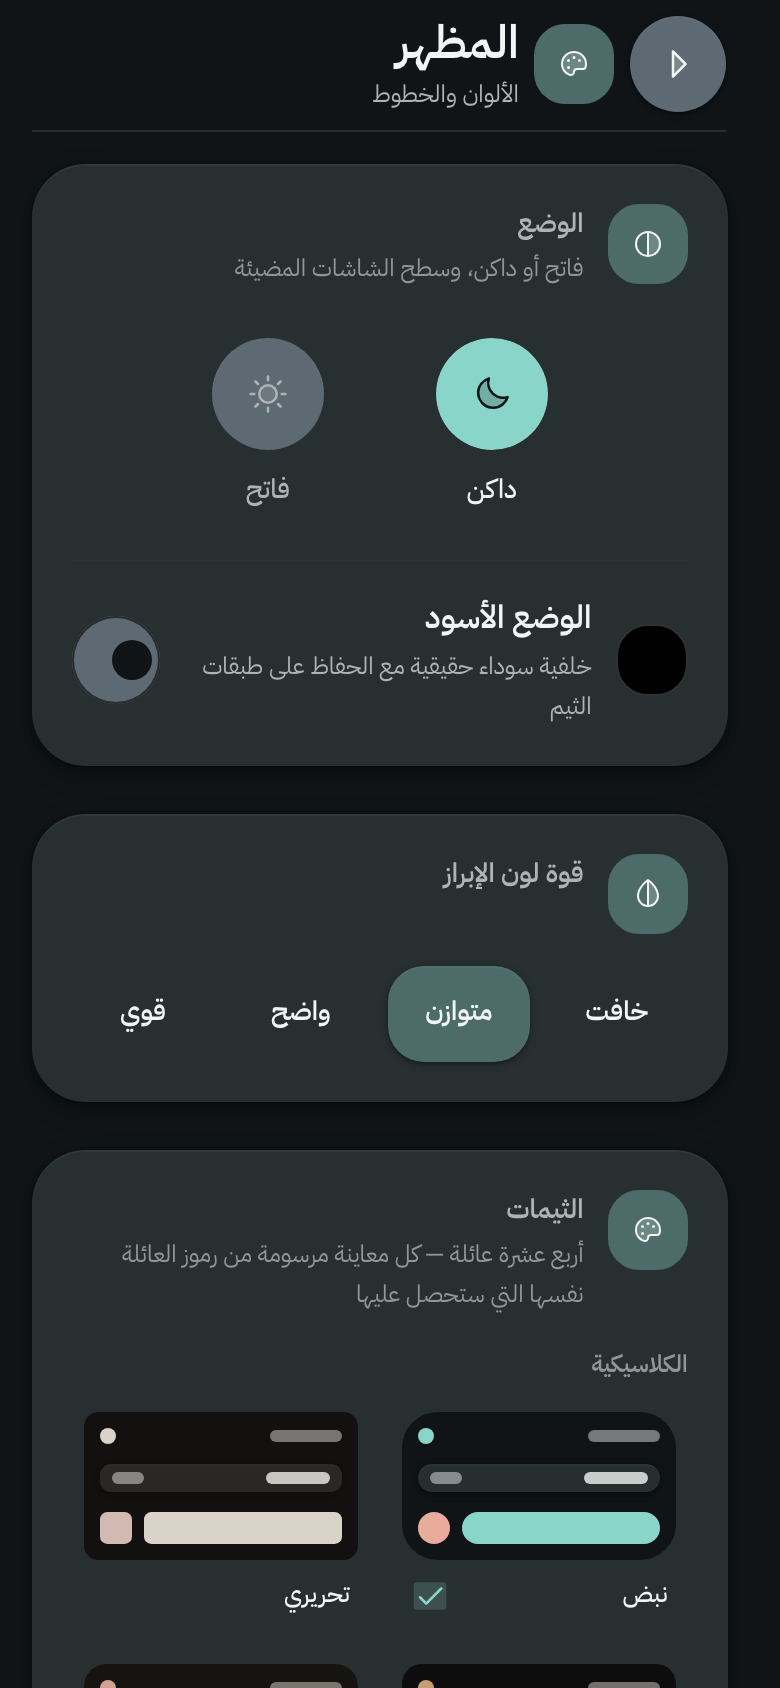 المظهر
الألوان والخطوط
الوضع
فاتح أو داكن، وسطح الشاشات المضيئة
داكن
فاتح
الوضع الأسود
خلفية سوداء حقيقية مع الحفاظ على طبقات
الثيم
قوة لون الإبراز
خافت
متوازن
واضح
قوي
الثيمات
أربع عشرة عائلة — كل معاينة مرسومة من رموز العائلة
نفسها التي ستحصل عليها
الكلاسيكية
نبض
تحريري